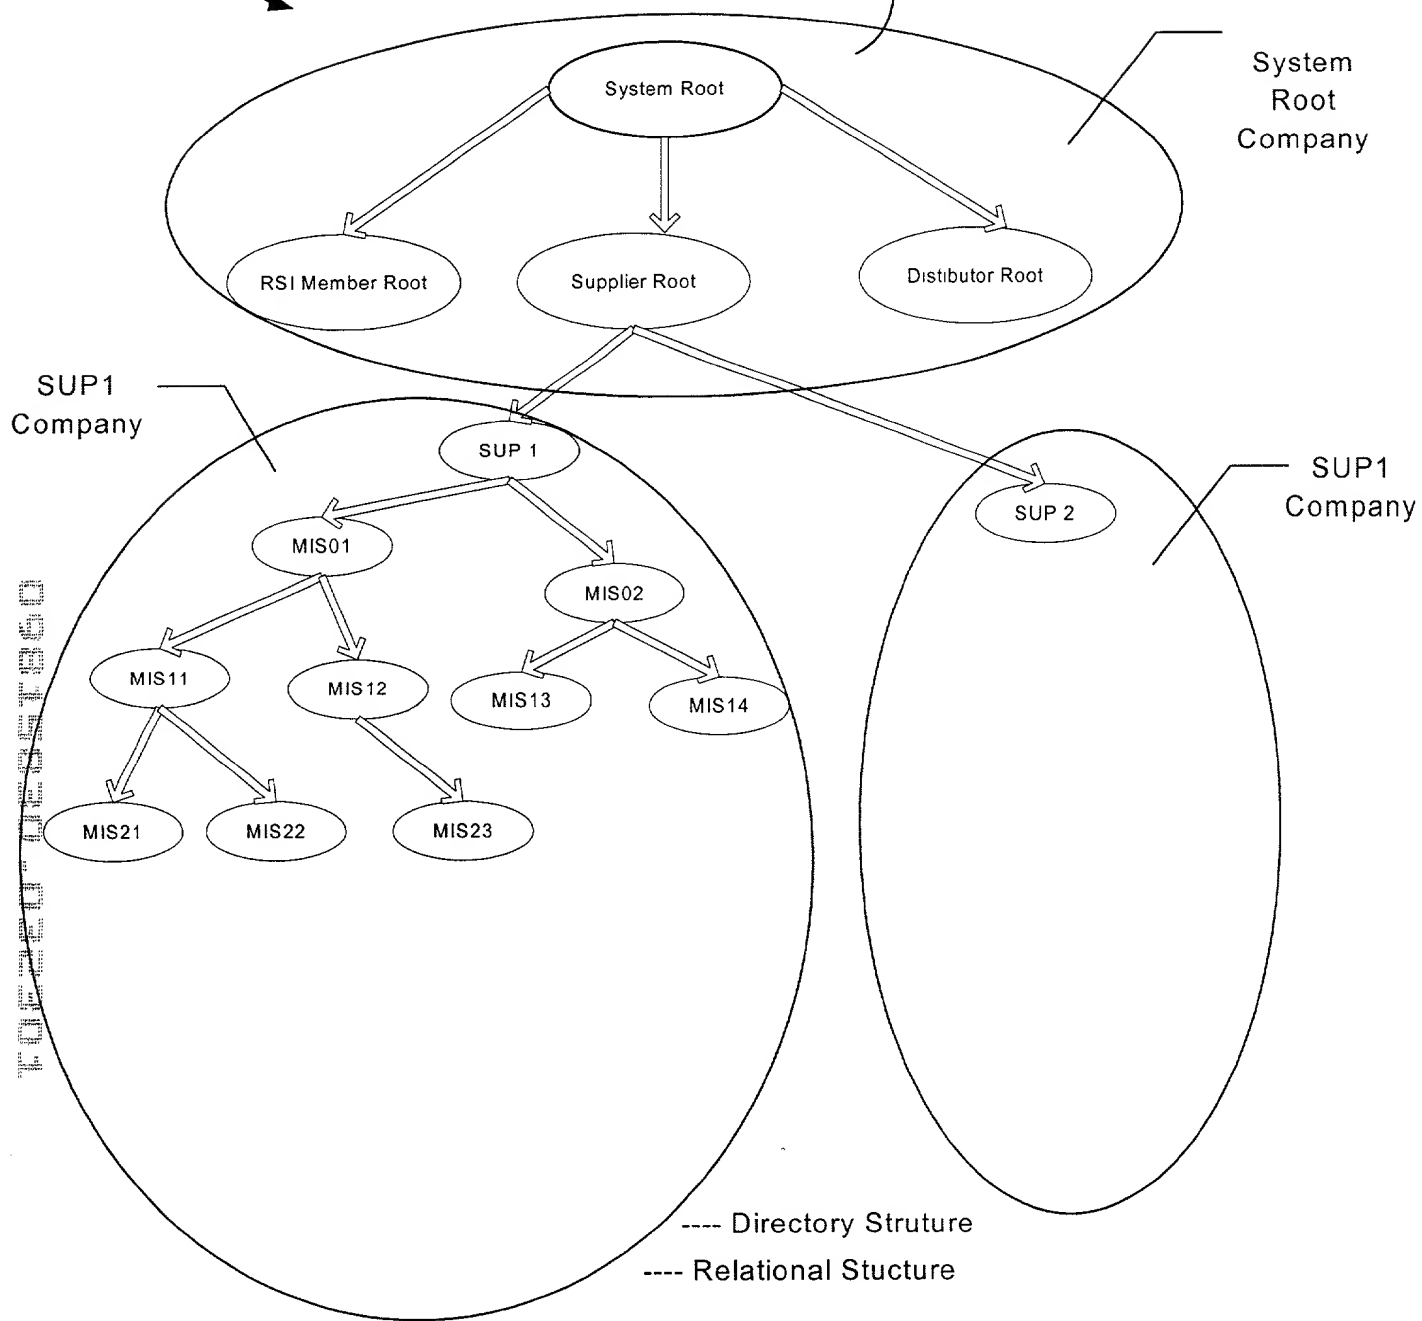 System Root
System
Root
Company
RSI Member Root
Supplier Root
Distibutor Root
SUP1
Company
SUP 1
SUP1
Company
SUP 2
MIS01
MIS02
MIS11
MIS12
MIS13
MIS14
MIS21
MIS22
MIS23
---- Directory Struture
---- Relational Stucture